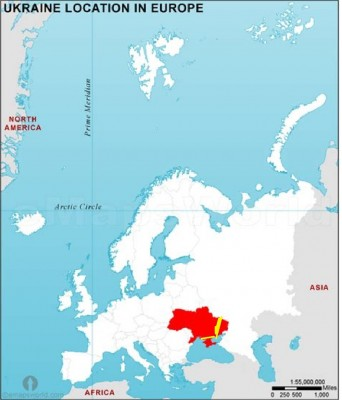 UKRAINE LOCATION IN EUROPE
NORTH
AMERICA
Prime Meridian
Arctic Circle
ASIA
AFRICA
1:55,000,000
0 250 500 1,000 Miles